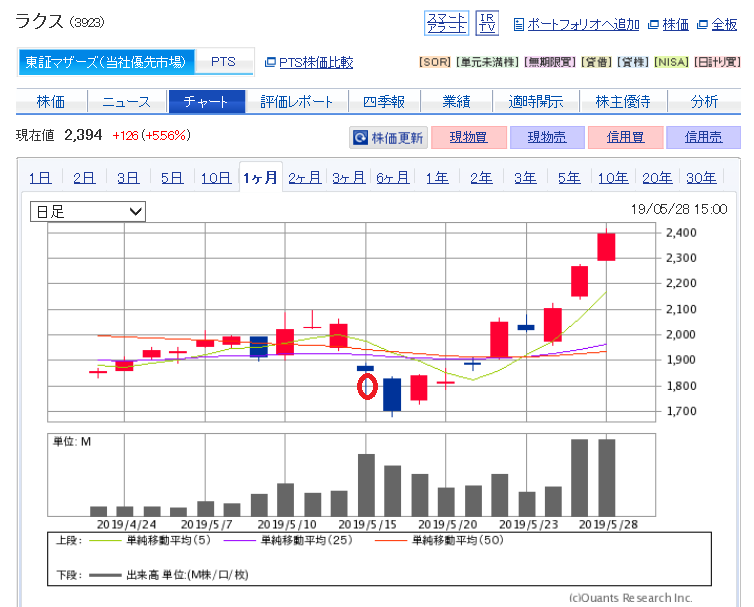 ラクス (3923)
スマートアラート
IR TV
ポートフォリオへ追加 株価 全板
東証マザーズ(当社優先市場) PTS PTS株価比較
[SOR] [単元未満株] [無期限買] [貸借] [貸株] [NISA] [日計り買]
株価 ニュース チャート 評価レポート 四季報 業績 適時開示 株主優待 分析
現在値 2,394 +126 (+556%) 株価更新 現物買 現物売 信用買 信用売
1日 2日 3日 5日 10日 1ヶ月 2ヶ月 3ヶ月 6ヶ月 1年 2年 3年 5年 10年 20年 30年
日足 19/05/28 15:00
2,400
2,300
2,200
2,100
2,000
1,900
1,800
1,700
単位: M
2019/4/24 2019/5/7 2019/5/10 2019/5/15 2019/5/20 2019/5/23 2019/5/28
上段: 単純移動平均(5) 単純移動平均(25) 単純移動平均(50)
下段: 出来高 単位:(M株/口/枚)
(c)Quants Research Inc.